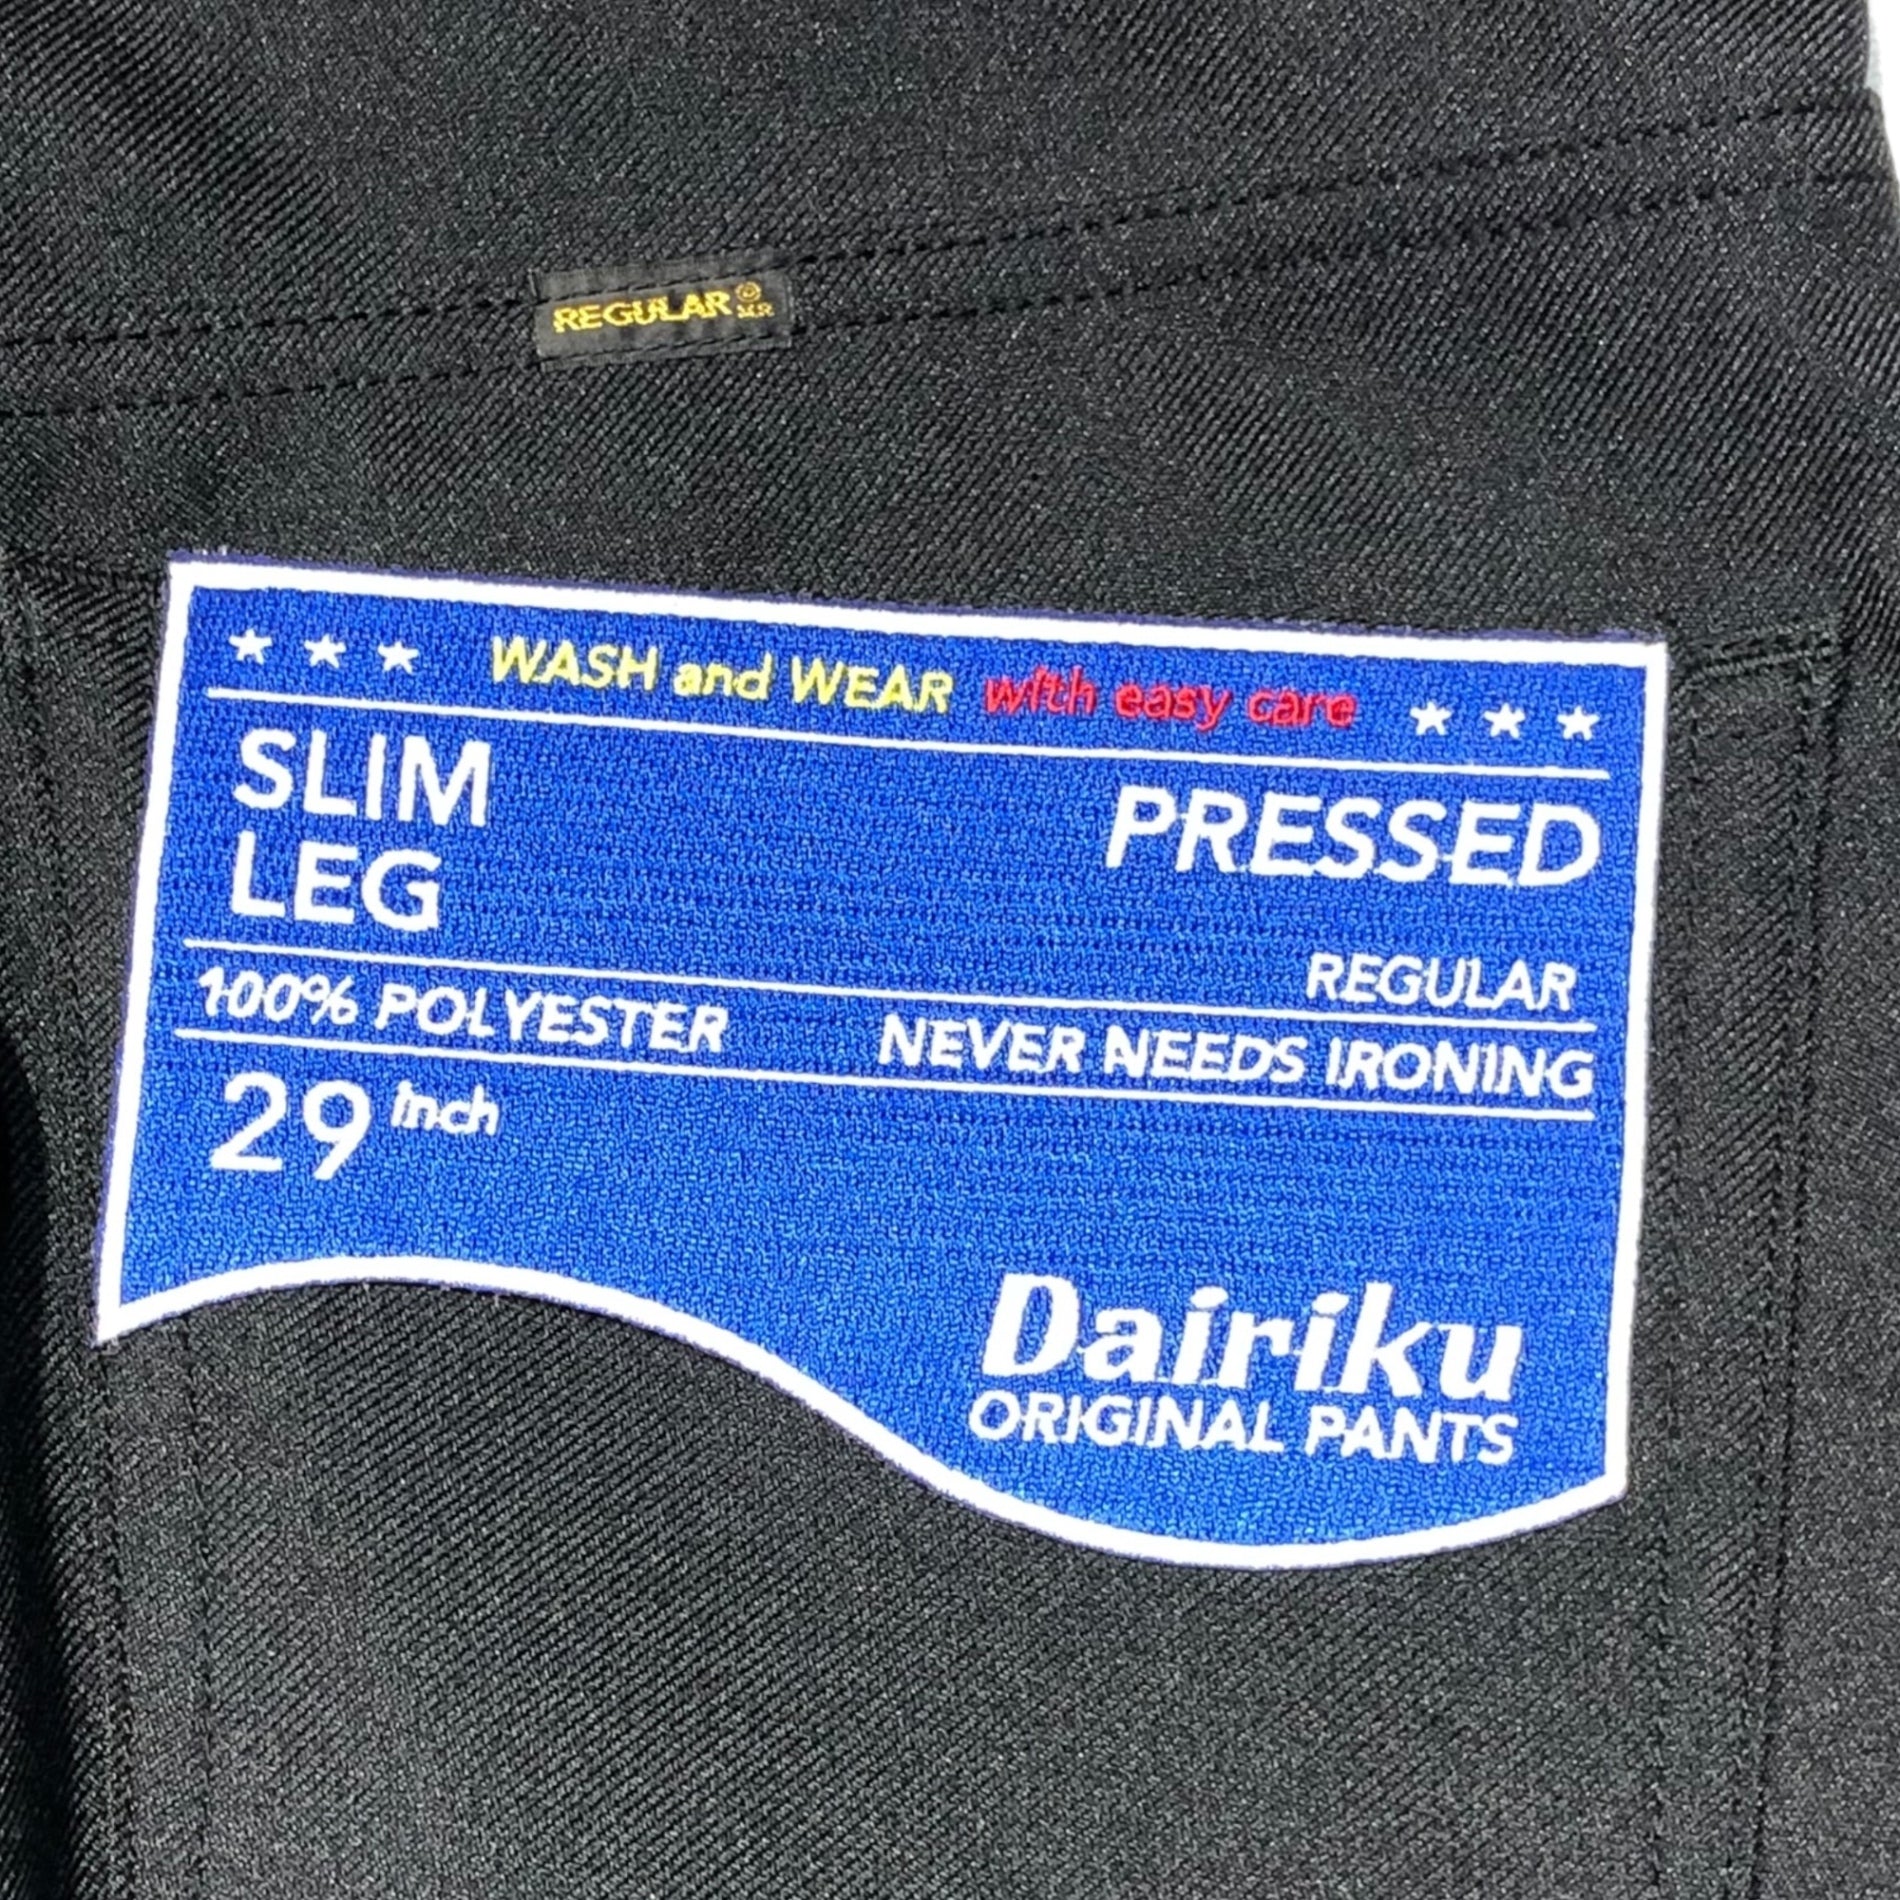 REGULAR
★ ★ ★ WASH and WEAR with easy care ★ ★ ★
SLIM
LEG
PRESSED
REGULAR
100% POLYESTER NEVER NEEDS IRONING
29 inch
Dairiku
ORIGINAL PANTS